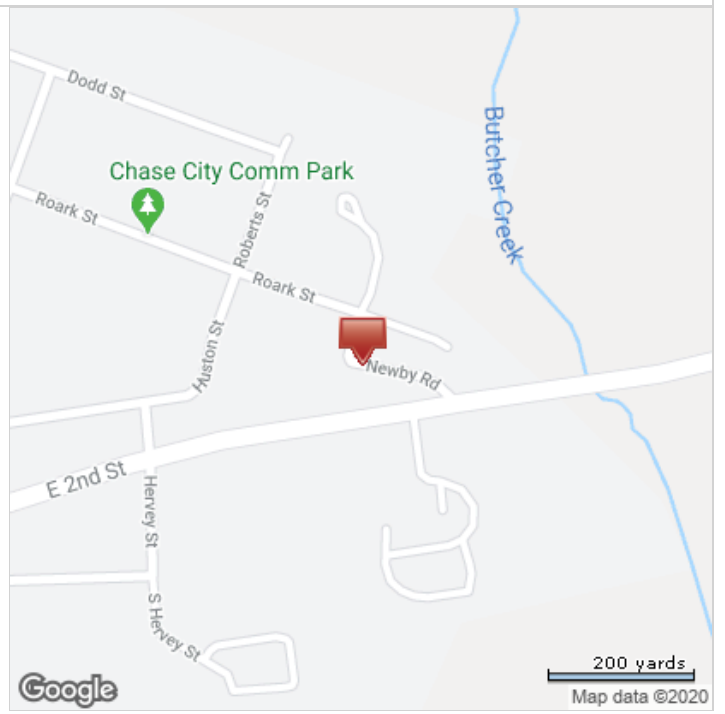 Dodd St
Butcher Creek
Chase City Comm Park
Roark St
Roberts St
Roark St
Huston St
Newby Rd
E 2nd St
Hervey St
S Hervey St
200 yards
Google
Map data ©2020